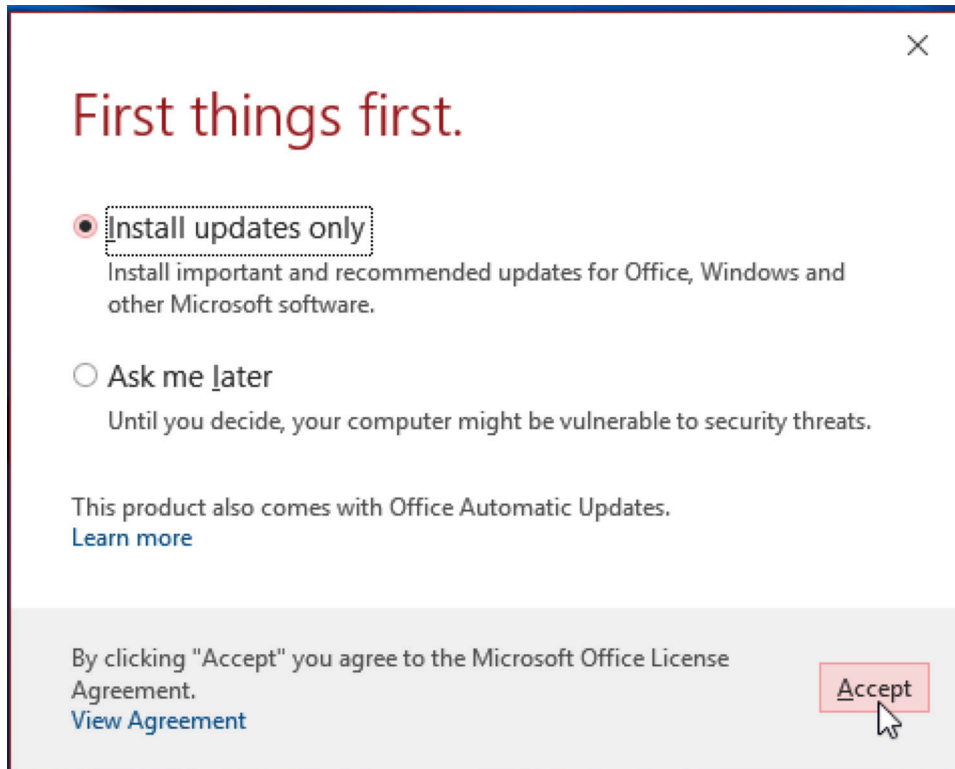 First things first.
Install updates only
Install important and recommended updates for Office, Windows and
other Microsoft software.
Ask me later
Until you decide, your computer might be vulnerable to security threats.
This product also comes with Office Automatic Updates.
Learn more
By clicking "Accept" you agree to the Microsoft Office License
Agreement.
View Agreement
Accept